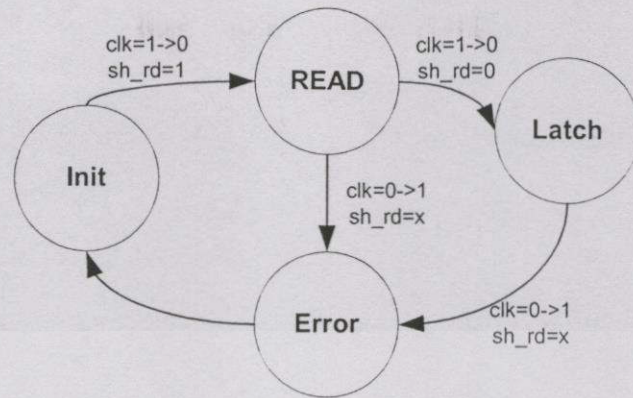 clk=1->0
sh_rd=1
READ
clk=1->0
sh_rd=0
Latch
Init
clk=0->1
sh_rd=x
Error
clk=0->1
sh_rd=x